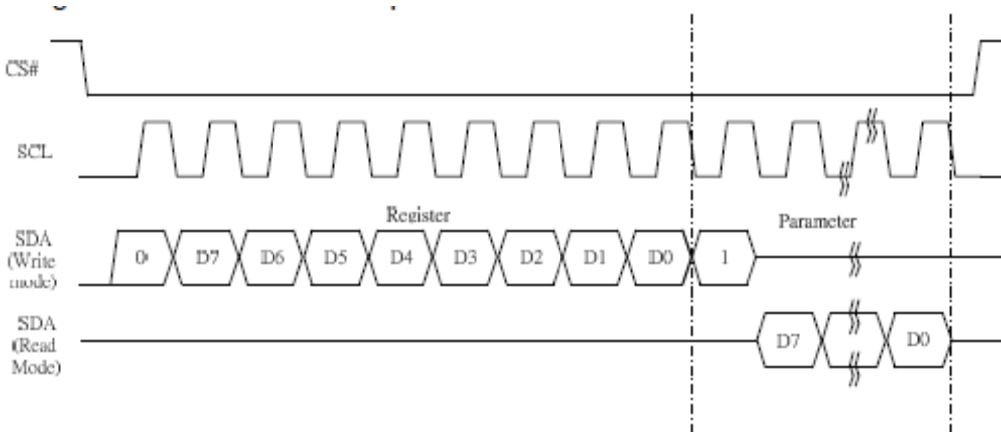 CS#
SCL
Register
Parameter
SDA
(Write
mode)
0 D7 D6 D5 D4 D3 D2 D1 D0 1
SDA
(Read
Mode)
D7 D0